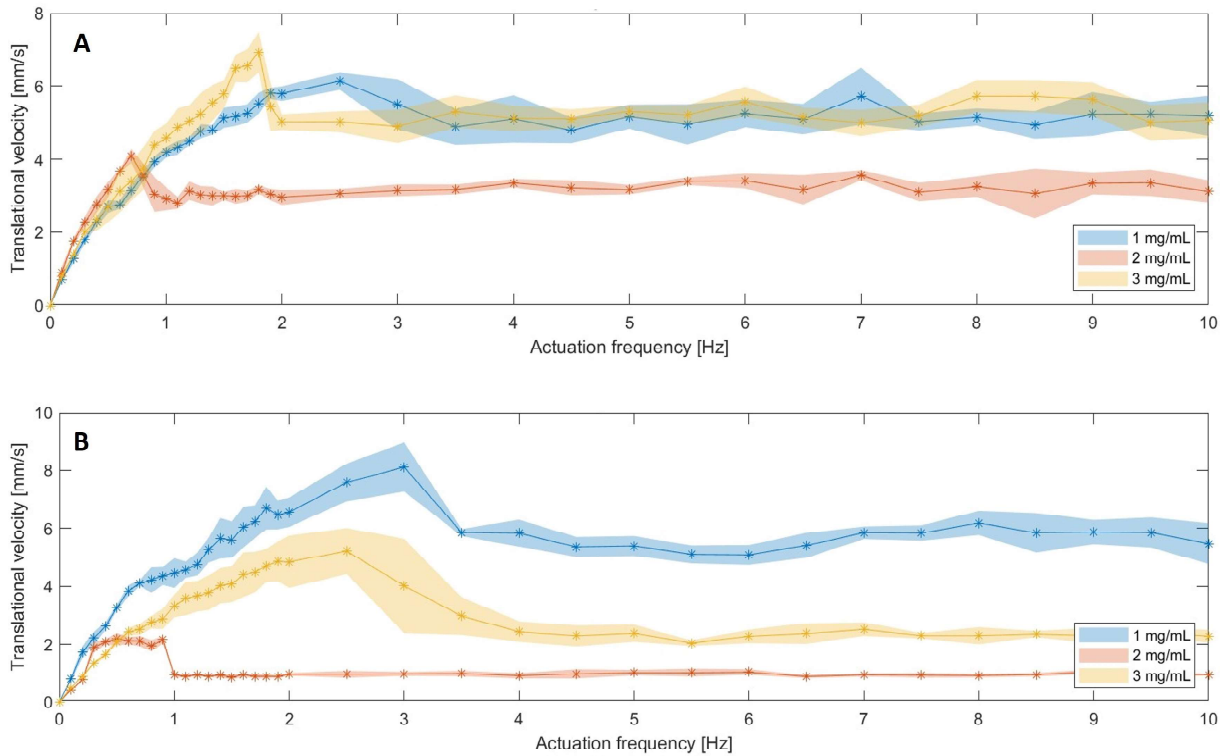 A
Translational velocity [mm/s]
8
6
4
2
0
0 1 2 3 4 5 6 7 8 9 10
Actuation frequency [Hz]
1 mg/mL
2 mg/mL
3 mg/mL
B
Translational velocity [mm/s]
10
8
6
4
2
0
0 1 2 3 4 5 6 7 8 9 10
Actuation frequency [Hz]
1 mg/mL
2 mg/mL
3 mg/mL